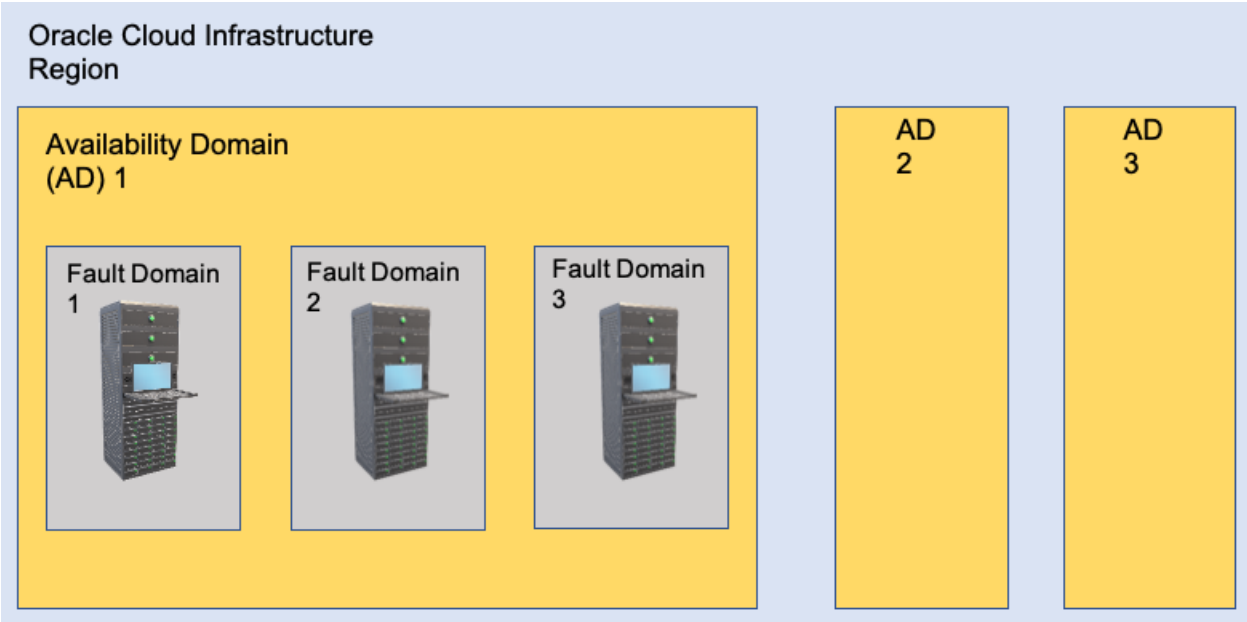 Oracle Cloud Infrastructure
Region
Availability Domain
(AD) 1
Fault Domain
1
Fault Domain
2
Fault Domain
3
AD
2
AD
3